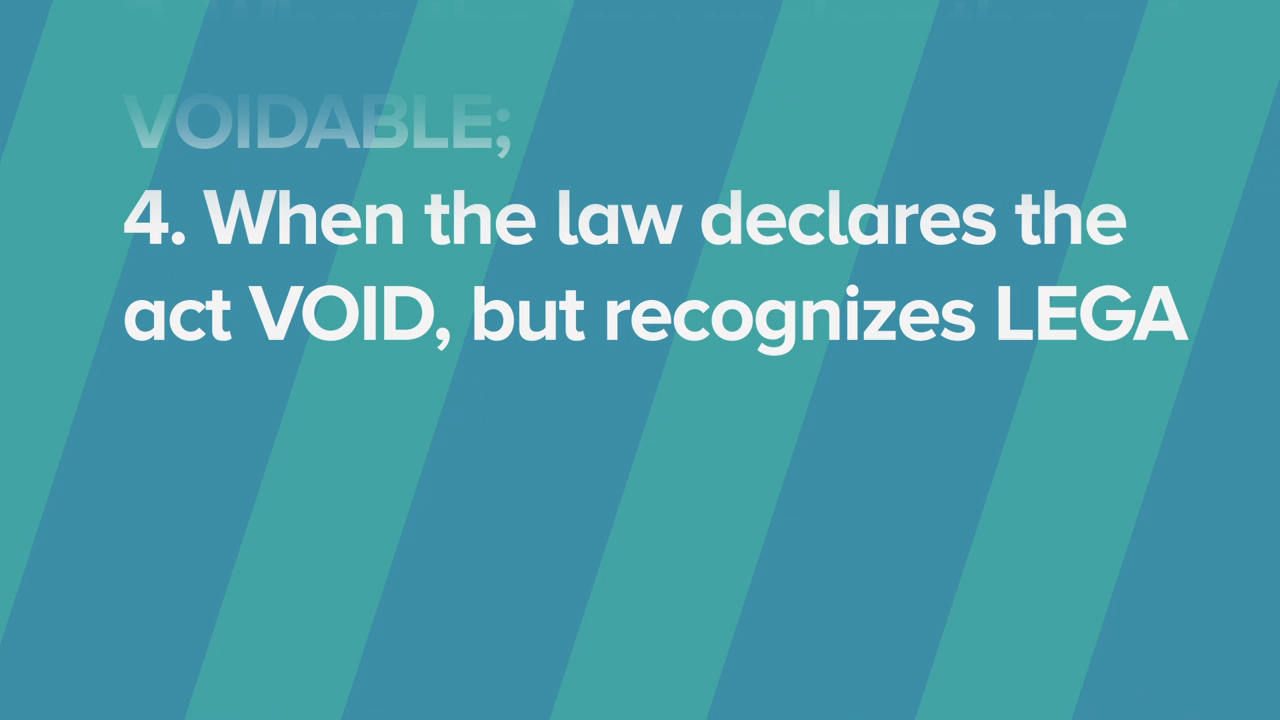 VOIDABLE;
4. When the law declares the
act VOID, but recognizes LEGA